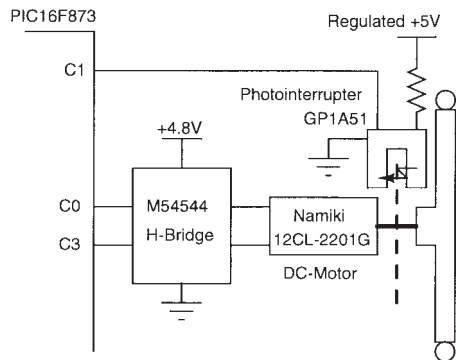 PIC16F873
Regulated +5V
C1
Photointerrupter
GP1A51
+4.8V
C0
M54544
Namiki
C3
H-Bridge
12CL-2201G
DC-Motor